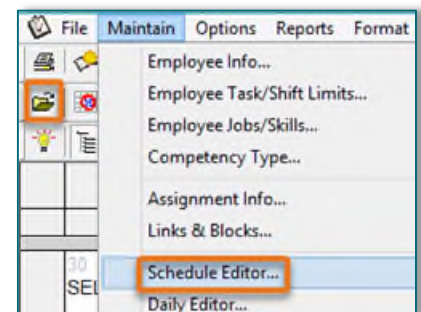 File Maintain Options Reports Format
Employee Info...
Employee Task/Shift Limits...
Employee Jobs/Skills...
Competency Type...
Assignment Info...
Links & Blocks...
30
Schedule Editor...
SEL
Daily Editor...